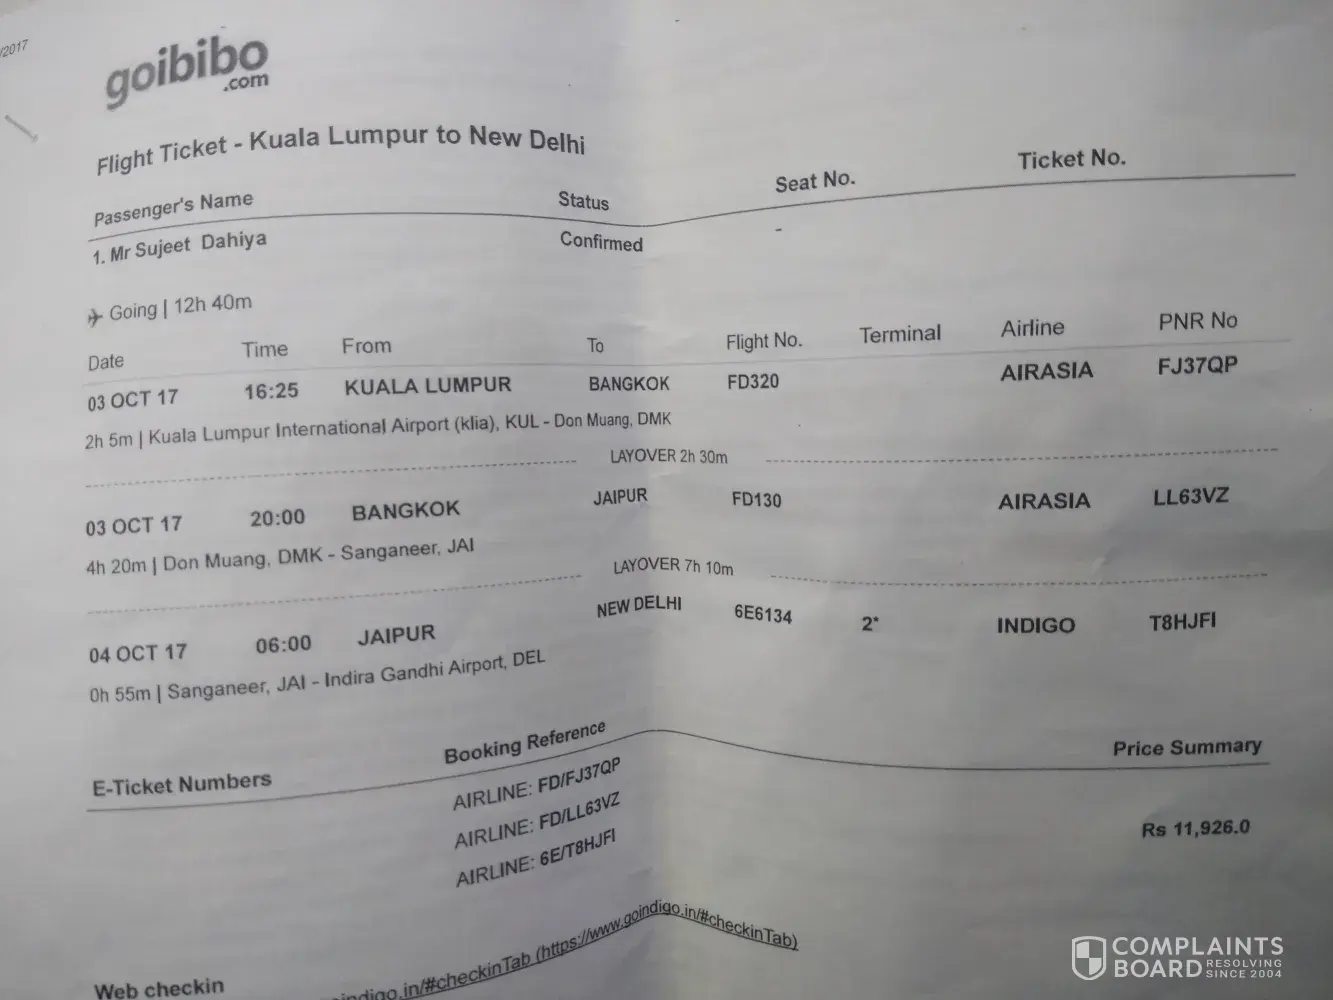 /2017
goibibo
.com
Flight Ticket - Kuala Lumpur to New Delhi
Passenger's Name Status Seat No. Ticket No.
1. Mr Sujeet Dahiya Confirmed -
Going | 12h 40m
Date Time From To Flight No. Terminal Airline PNR No
03 OCT 17 16:25 KUALA LUMPUR BANGKOK FD320 AIRASIA FJ37QP
2h 5m | Kuala Lumpur International Airport (klia), KUL - Don Muang, DMK
LAYOVER 2h 30m
03 OCT 17 20:00 BANGKOK JAIPUR FD130 AIRASIA LL63VZ
4h 20m | Don Muang, DMK - Sanganeer, JAI
LAYOVER 7h 10m
04 OCT 17 06:00 JAIPUR NEW DELHI 6E6134 2* INDIGO T8HJFI
0h 55m | Sanganeer, JAI - Indira Gandhi Airport, DEL
E-Ticket Numbers Booking Reference Price Summary
AIRLINE: FD/FJ37QP
AIRLINE: FD/LL63VZ Rs 11,926.0
AIRLINE: 6E/T8HJFI
Web checkin indigo.in/#checkinTab (https://www.goindigo.in/#checkinTab)
COMPLAINTS
BOARD RESOLVING
SINCE 2004